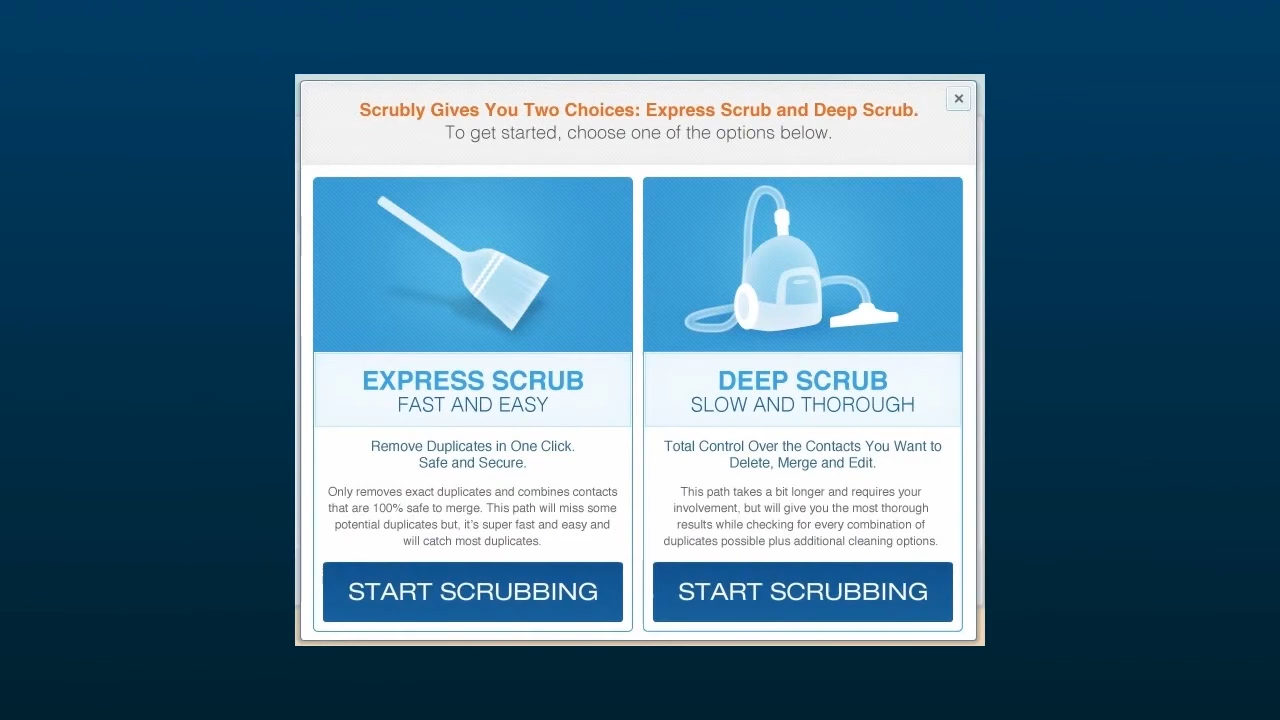 Scrubly Gives You Two Choices: Express Scrub and Deep Scrub.
To get started, choose one of the options below.
EXPRESS SCRUB
FAST AND EASY
Remove Duplicates in One Click.
Safe and Secure.
Only removes exact duplicates and combines contacts
that are 100% safe to merge. This path will miss some
potential duplicates but, it's super fast and easy and
will catch most duplicates.
START SCRUBBING
DEEP SCRUB
SLOW AND THOROUGH
Total Control Over the Contacts You Want to
Delete, Merge and Edit.
This path takes a bit longer and requires your
involvement, but will give you the most thorough
results while checking for every combination of
duplicates possible plus additional cleaning options.
START SCRUBBING